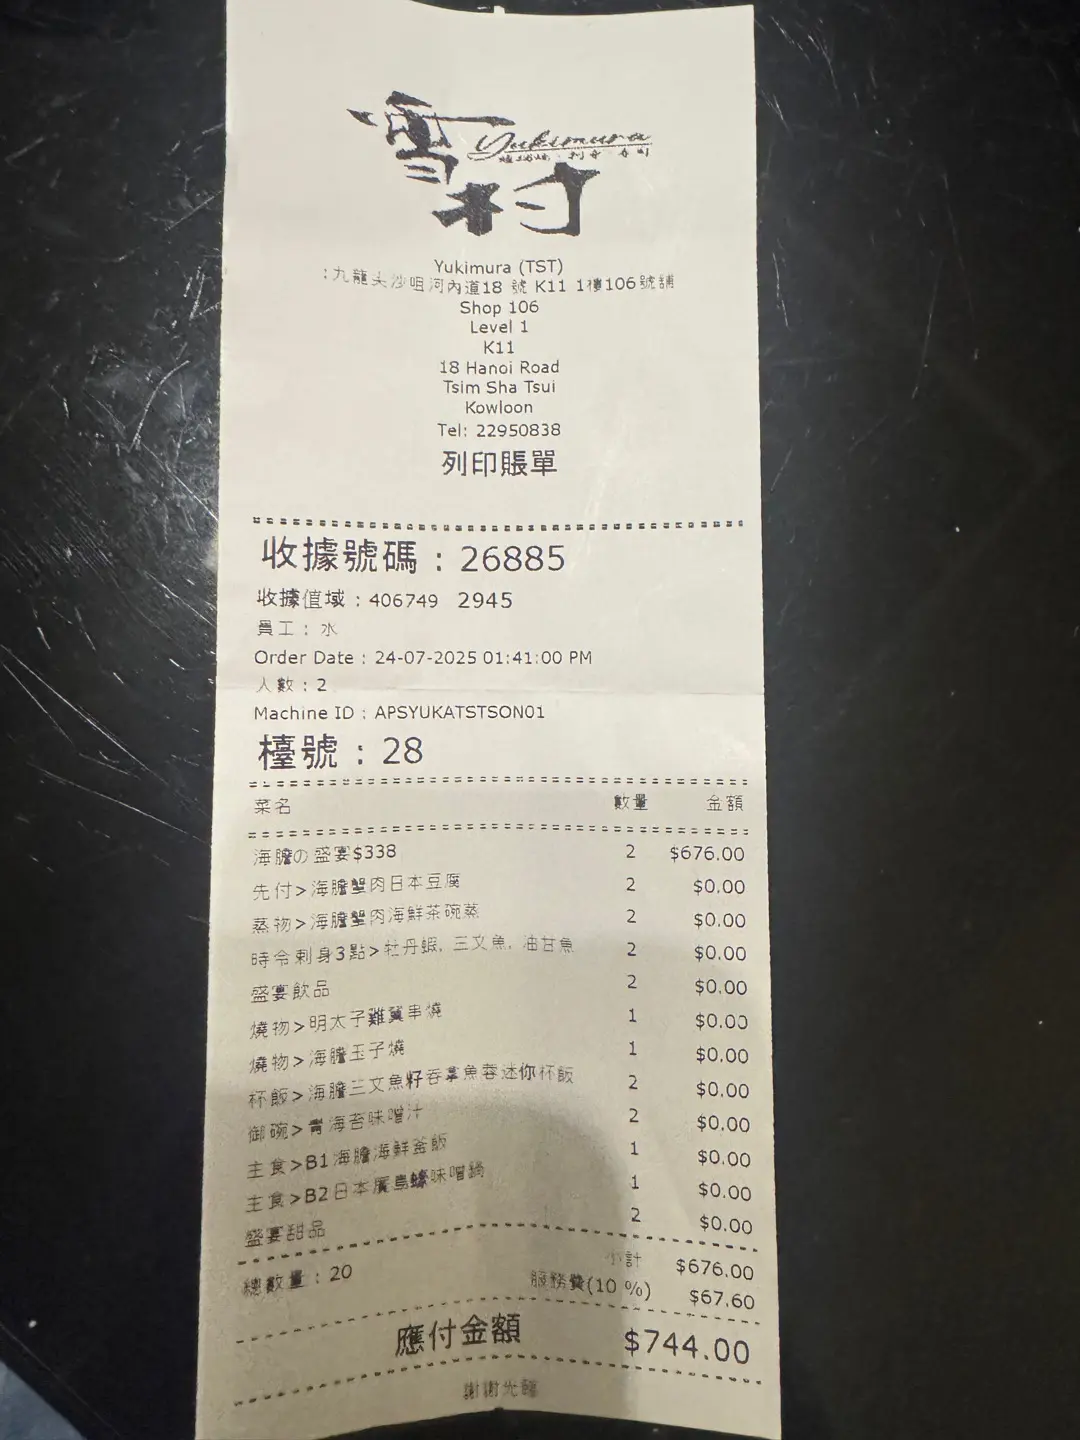 雪村
Yukimura
Yukimura (TST)
:九龍尖沙咀河內道18 號 K11 1樓106號舖
Shop 106
Level 1
K11
18 Hanoi Road
Tsim Sha Tsui
Kowloon
Tel: 22950838
列印賬單
收據號碼 : 26885
收據值域 : 406749 2945
員工 : 水
Order Date : 24-07-2025 01:41:00 PM
人數 : 2
Machine ID : APSYUKATSTSON01
檯號 : 28
菜名 數量 金額
海膽の盛宴$338 2 $676.00
先付>海膽蟹肉日本豆腐 2 $0.00
蒸物>海膽蟹肉海鮮茶碗蒸 2 $0.00
時令刺身3點>牡丹蝦, 三文魚, 油甘魚 2 $0.00
盛宴飲品 2 $0.00
燒物>明太子雞翼串燒 1 $0.00
燒物>海膽玉子燒 1 $0.00
杯飯>海膽三文魚籽吞拿魚蓉迷你杯飯 2 $0.00
御碗>青海苔味噌汁 2 $0.00
主食>B1海膽海鮮釜飯 1 $0.00
主食>B2日本廣島蠔味噌鍋 1 $0.00
盛宴甜品 2 $0.00
小計 $676.00
總數量 : 20
服務費(10 %) $67.60
應付金額 $744.00
謝謝光臨